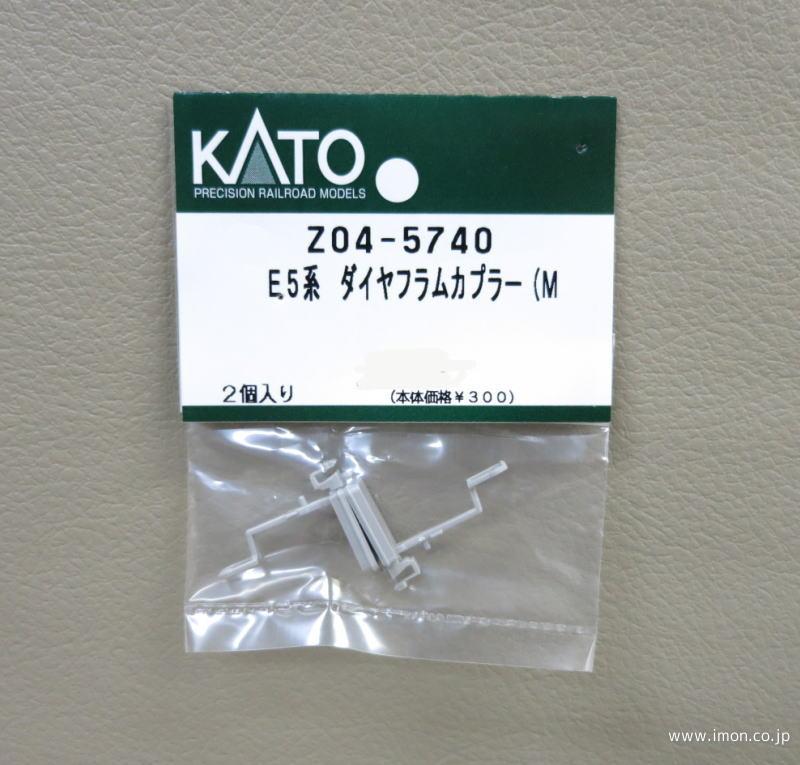 KATO
PRECISION RAILROAD MODELS
Z04-5740
E5系 ダイヤフラムカプラー (M
2個入り
(本体価格¥300)
www.imon.co.jp